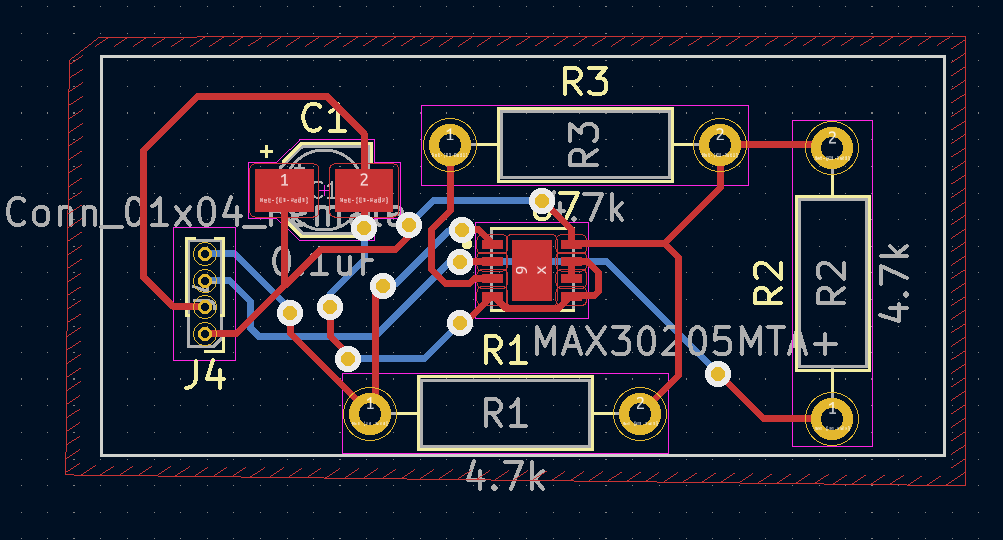 R3
C1
+
1
2
R3
1
2
2
C1
4.7k
Conn_01x04_
0.1uF
9
x
R2
R2
4.7k
MAX30205MTA+
R1
J4
1
R1
2
1
4.7k